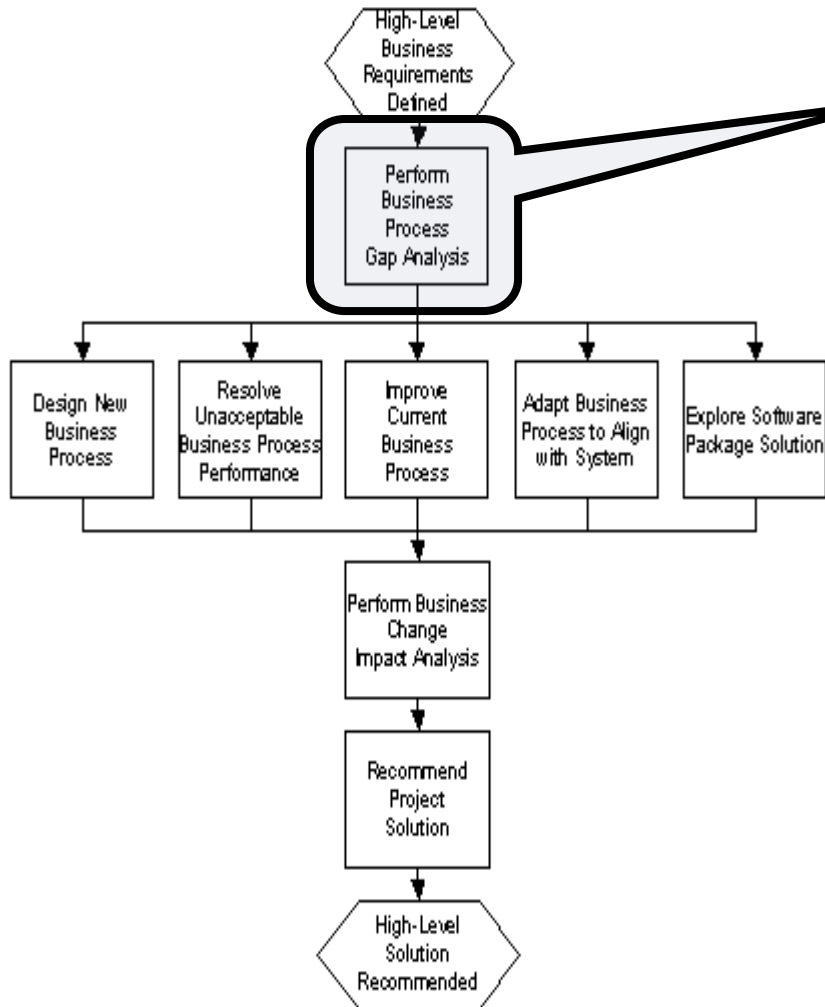 High-Level
Business
Requirements
Defined
Perform
Business
Process
Gap Analysis
Design New
Business
Process
Resolve
Unacceptable
Business Process
Performance
Improve
Current
Business
Process
Adapt Business
Process to Align
with System
Explore Software
Package Solution
Perform Business
Change
Impact Analysis
Recommend
Project
Solution
High-Level
Solution
Recommended